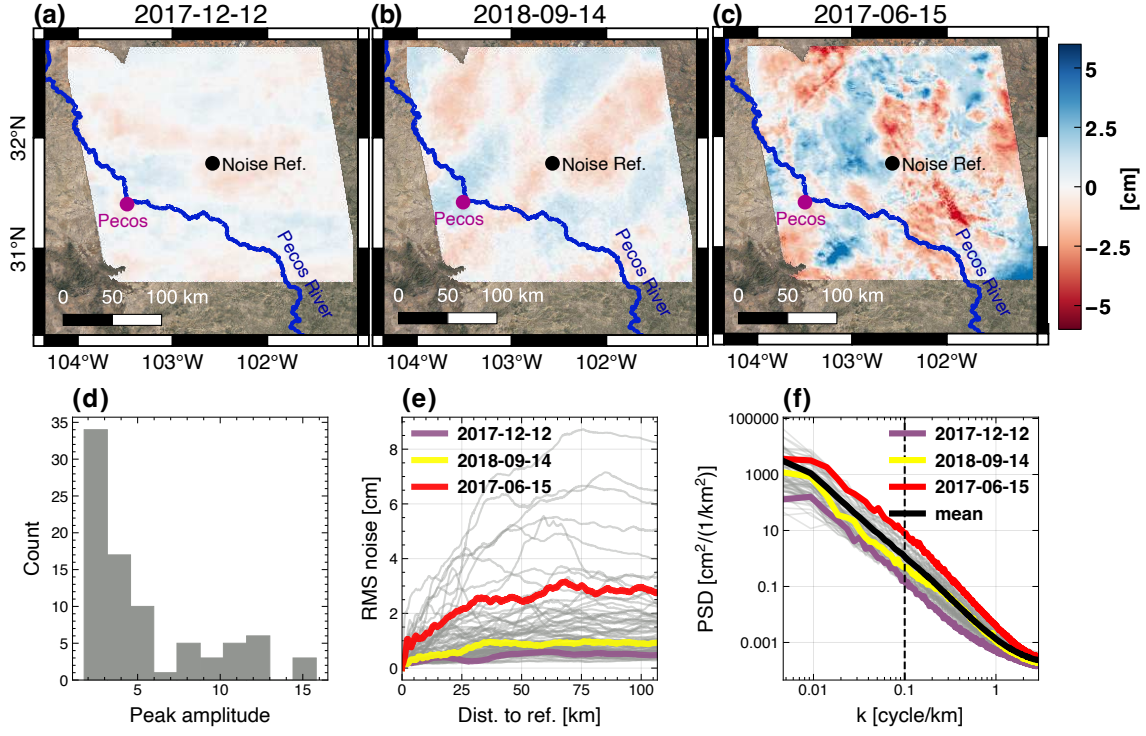 (a)
2017-12-12
(b)
2018-09-14
(c)
2017-06-15
32°N
31°N
Noise Ref.
Pecos
Pecos River
0 50 100 km
104°W 103°W 102°W
Noise Ref.
Pecos
Pecos River
0 50 100 km
104°W 103°W 102°W
Noise Ref.
Pecos
Pecos River
0 50 100 km
104°W 103°W 102°W
5
2.5
0
−2.5
−5
[cm]
(d)
35
30
25
20
15
10
5
0
Count
5 10 15
Peak amplitude
(e)
8
6
4
2
0
RMS noise [cm]
2017-12-12
2018-09-14
2017-06-15
0 25 50 75 100
Dist. to ref. [km]
(f)
100000
1000
10
0.1
0.001
PSD [cm²/(1/km²)]
2017-12-12
2018-09-14
2017-06-15
mean
0.01 0.1 1
k [cycle/km]